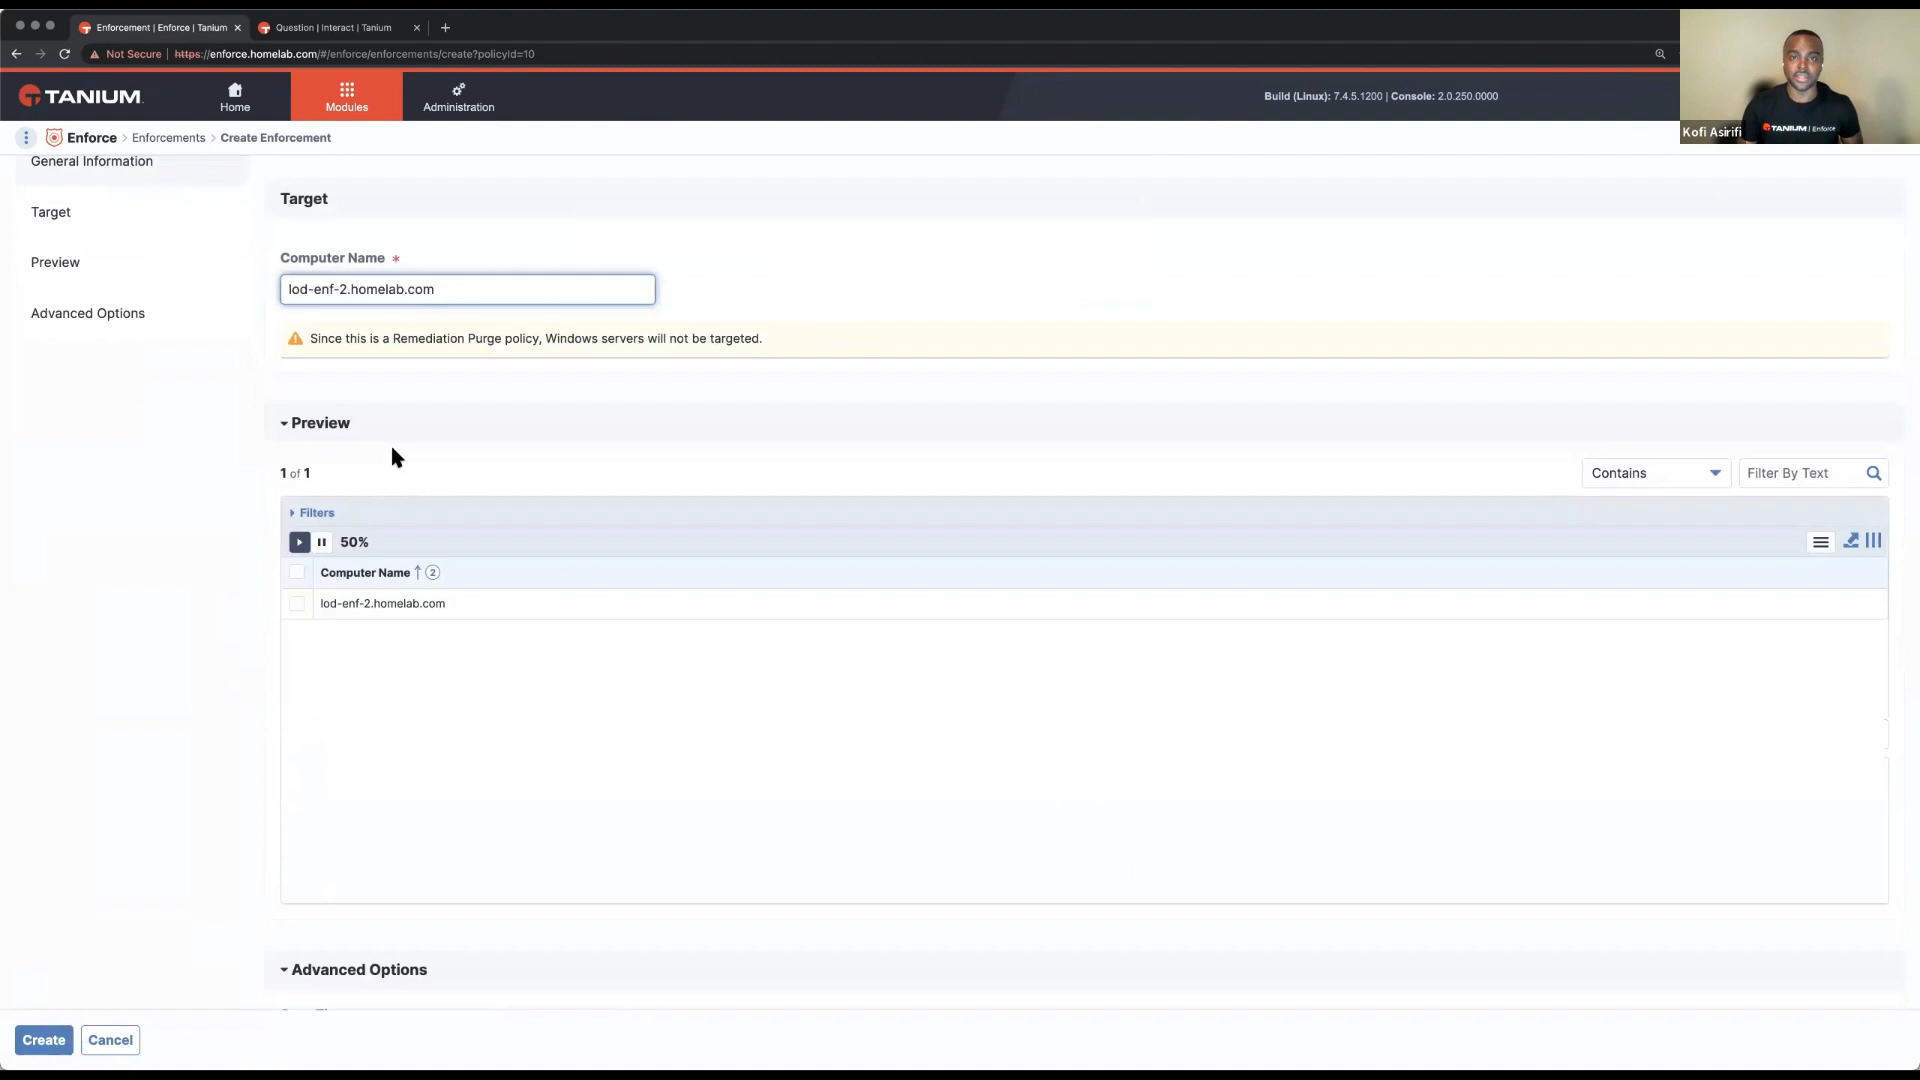 Enforcement | Enforce | Tanium
Question | Interact | Tanium
Not Secure | https://enforce.homelab.com/#/enforce/enforcements/create?policyId=10
TANIUM
Home
Modules
Administration
Build (Linux): 7.4.5.1200 | Console: 2.0.250.0000
TANIUM | Enforce
Kofi Asirifi
Enforce > Enforcements > Create Enforcement
General Information
Target
Preview
Advanced Options
Target
Computer Name *
lod-enf-2.homelab.com
Since this is a Remediation Purge policy, Windows servers will not be targeted.
Preview
1 of 1
Contains
Filter By Text
Filters
50%
Computer Name ↑ 2
lod-enf-2.homelab.com
Advanced Options
Create
Cancel